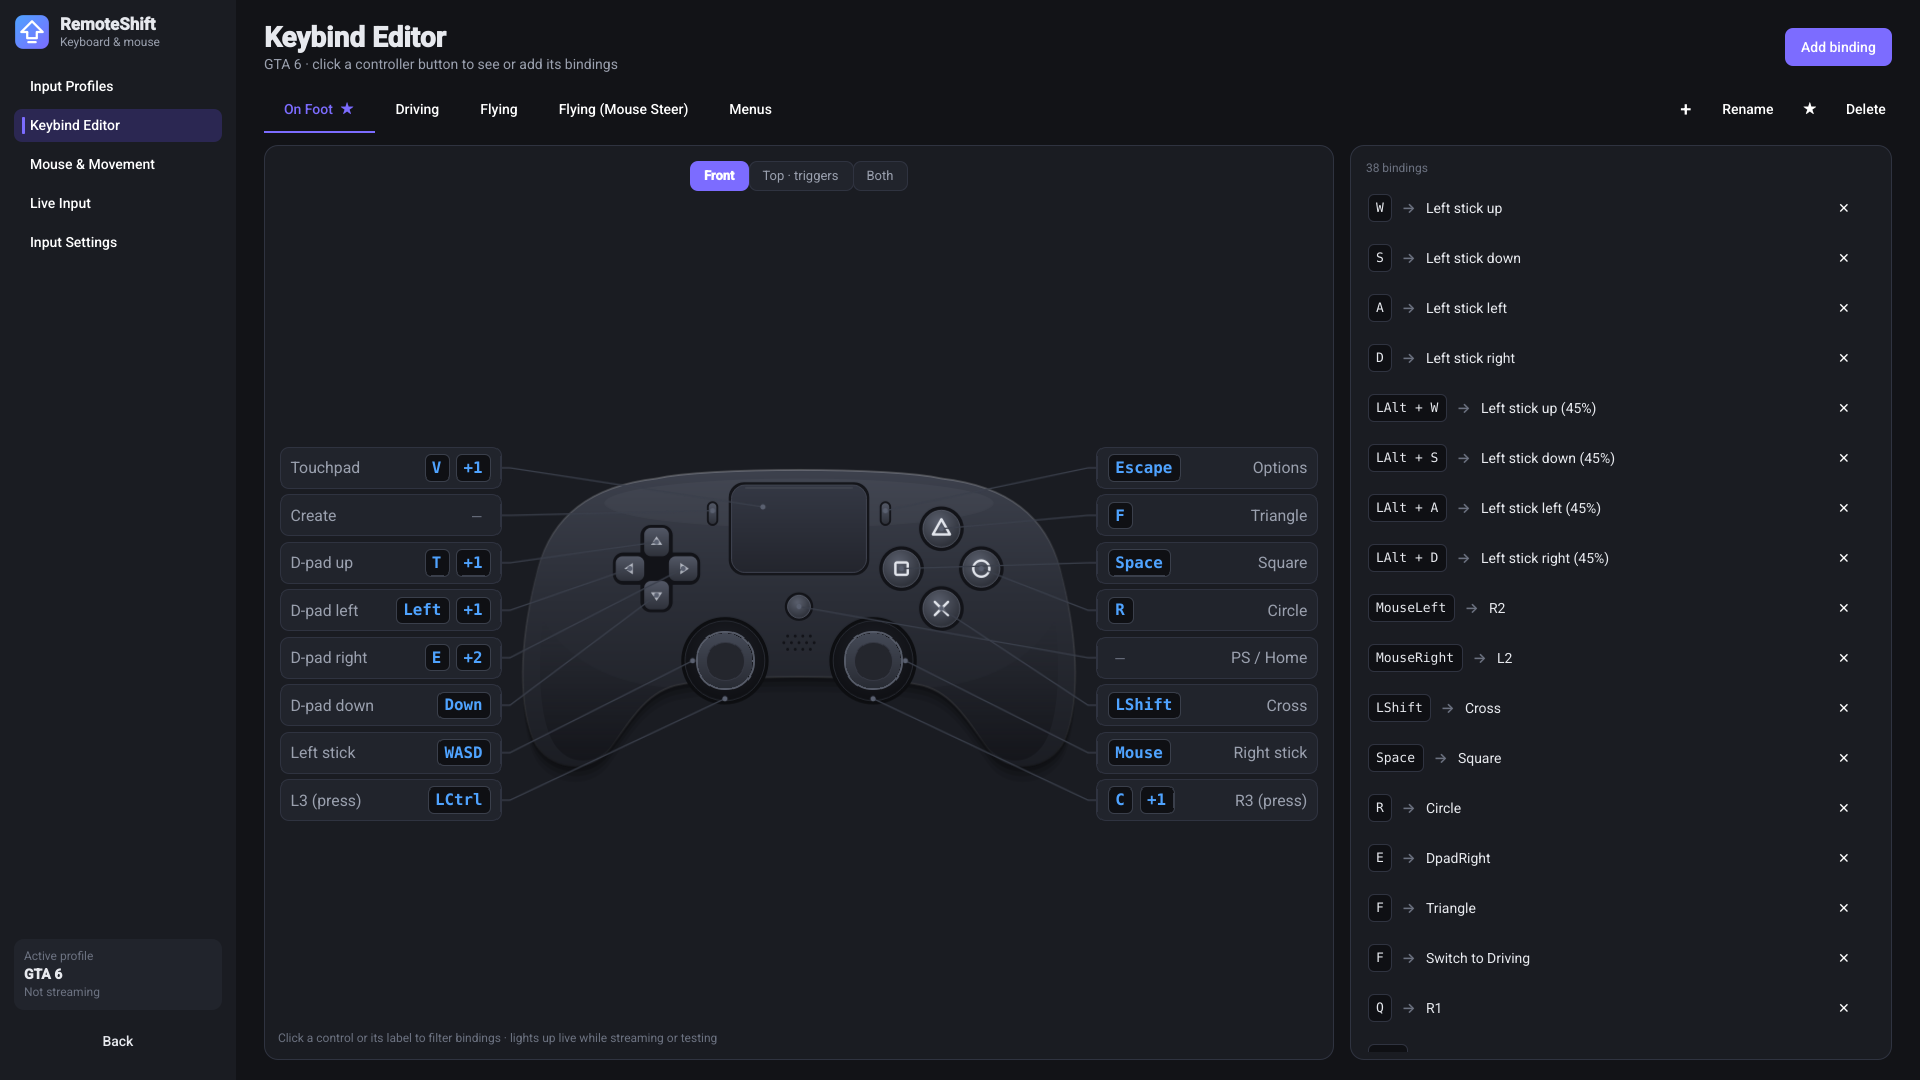 RemoteShift
Keyboard & mouse
Input Profiles
Keybind Editor
Mouse & Movement
Live Input
Input Settings
Active profile
GTA 6
Not streaming
Back
Keybind Editor
GTA 6 · click a controller button to see or add its bindings
Add binding
On Foot ★ Driving Flying Flying (Mouse Steer) Menus
+ Rename ★ Delete
Front Top · triggers Both
Touchpad V +1
Create –
D-pad up T +1
D-pad left Left +1
D-pad right E +2
D-pad down Down
Left stick WASD
L3 (press) LCtrl
Escape Options
F Triangle
Space Square
R Circle
– PS / Home
LShift Cross
Mouse Right stick
C +1 R3 (press)
Click a control or its label to filter bindings · lights up live while streaming or testing
38 bindings
W → Left stick up ✕
S → Left stick down ✕
A → Left stick left ✕
D → Left stick right ✕
LAlt + W → Left stick up (45%) ✕
LAlt + S → Left stick down (45%) ✕
LAlt + A → Left stick left (45%) ✕
LAlt + D → Left stick right (45%) ✕
MouseLeft → R2 ✕
MouseRight → L2 ✕
LShift → Cross ✕
Space → Square ✕
R → Circle ✕
E → DpadRight ✕
F → Triangle ✕
F → Switch to Driving ✕
Q → R1 ✕